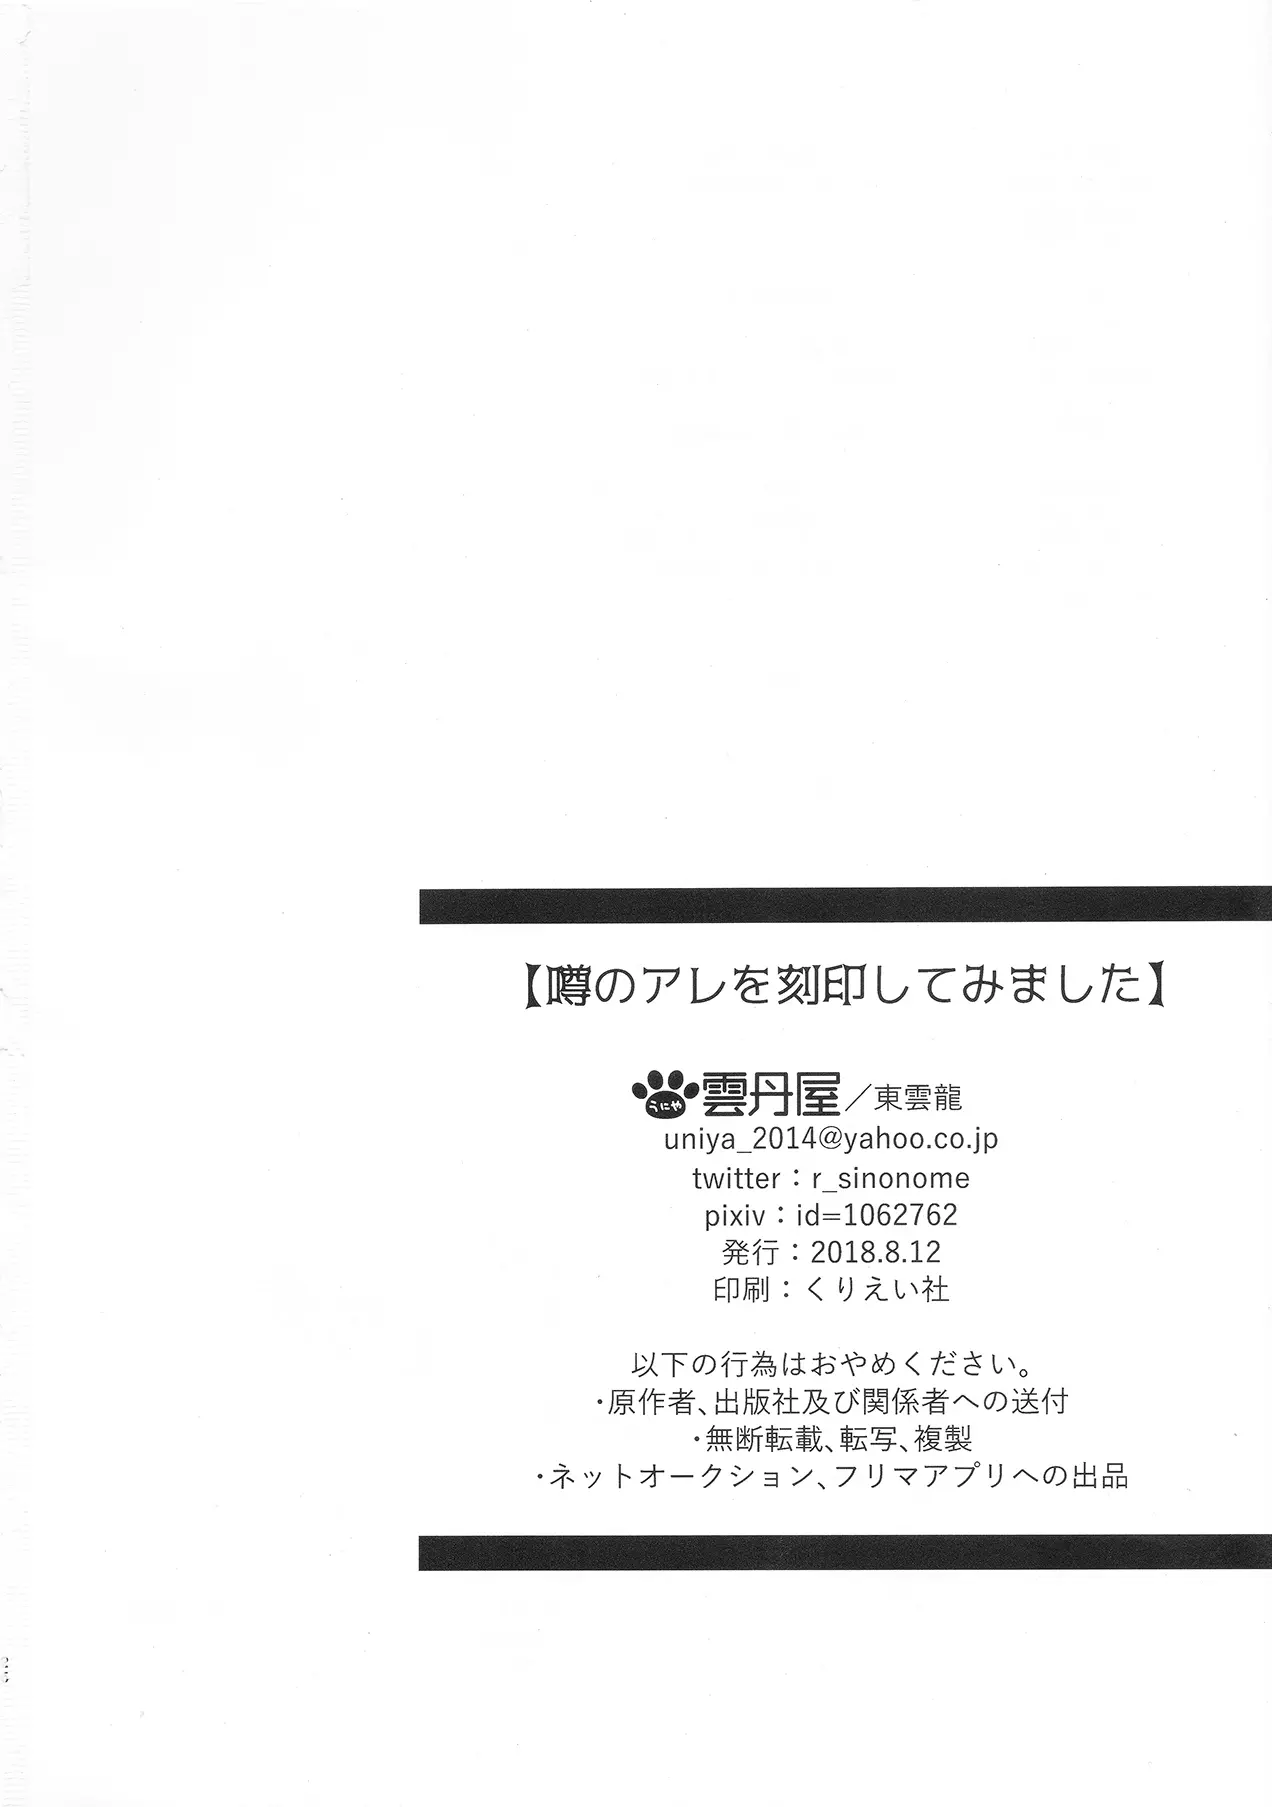 【噂のアレを刻印してみました】
うにや 雲丹屋／東雲龍
uniya_2014@yahoo.co.jp
twitter：r_sinonome
pixiv：id=1062762
発行：2018.8.12
印刷：くりえい社
以下の行為はおやめください。
・原作者、出版社及び関係者への送付
・無断転載、転写、複製
・ネットオークション、フリマアプリへの出品